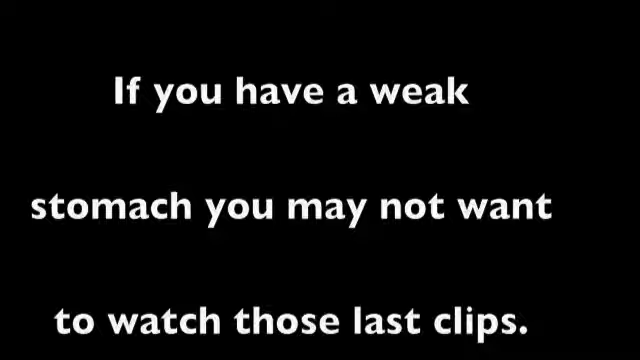 If you have a weak
stomach you may not want
to watch those last clips.